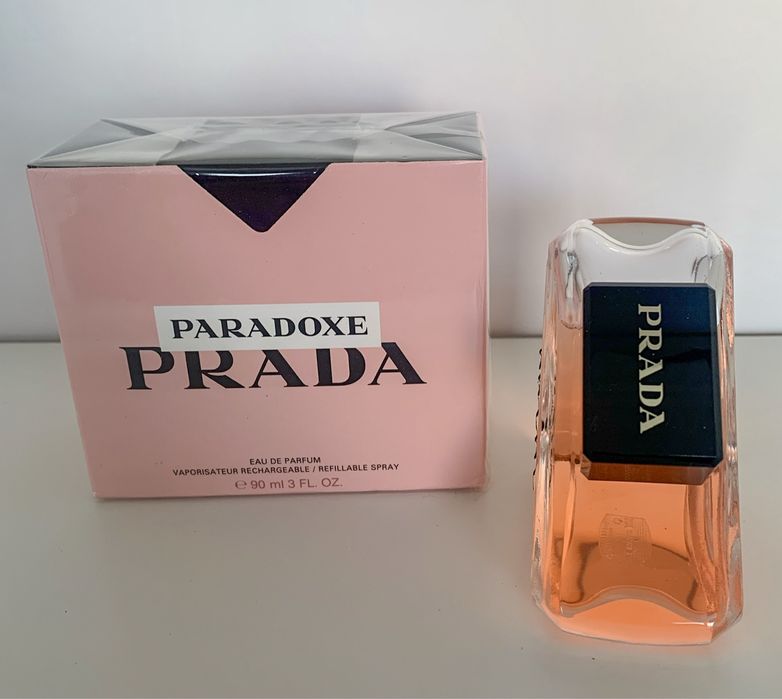 PARADOXE
PRADA
EAU DE PARFUM
VAPORISATEUR RECHARGEABLE / REFILLABLE SPRAY
℮ 90 ml 3 FL. OZ.
PRADA